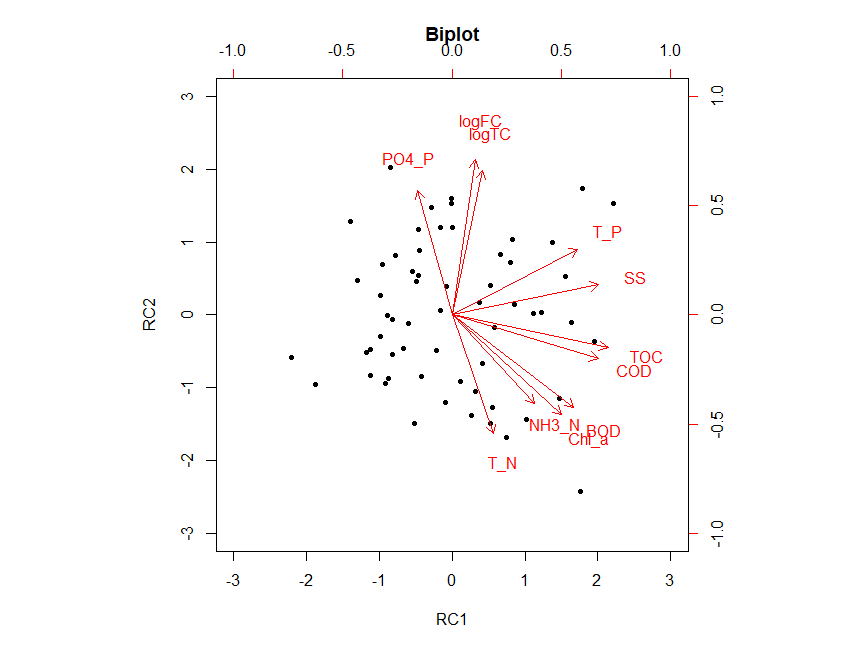 Biplot
-1.0 -0.5 0.0 0.5 1.0
3 1.0
logFC
logTC
PO4_P
2
0.5
T_P
1
SS
RC2
0 0.0
TOC
COD
-1
NH3_N BOD
-0.5
Chl_a
T_N
-2
-3 -1.0
-3 -2 -1 0 1 2 3
RC1